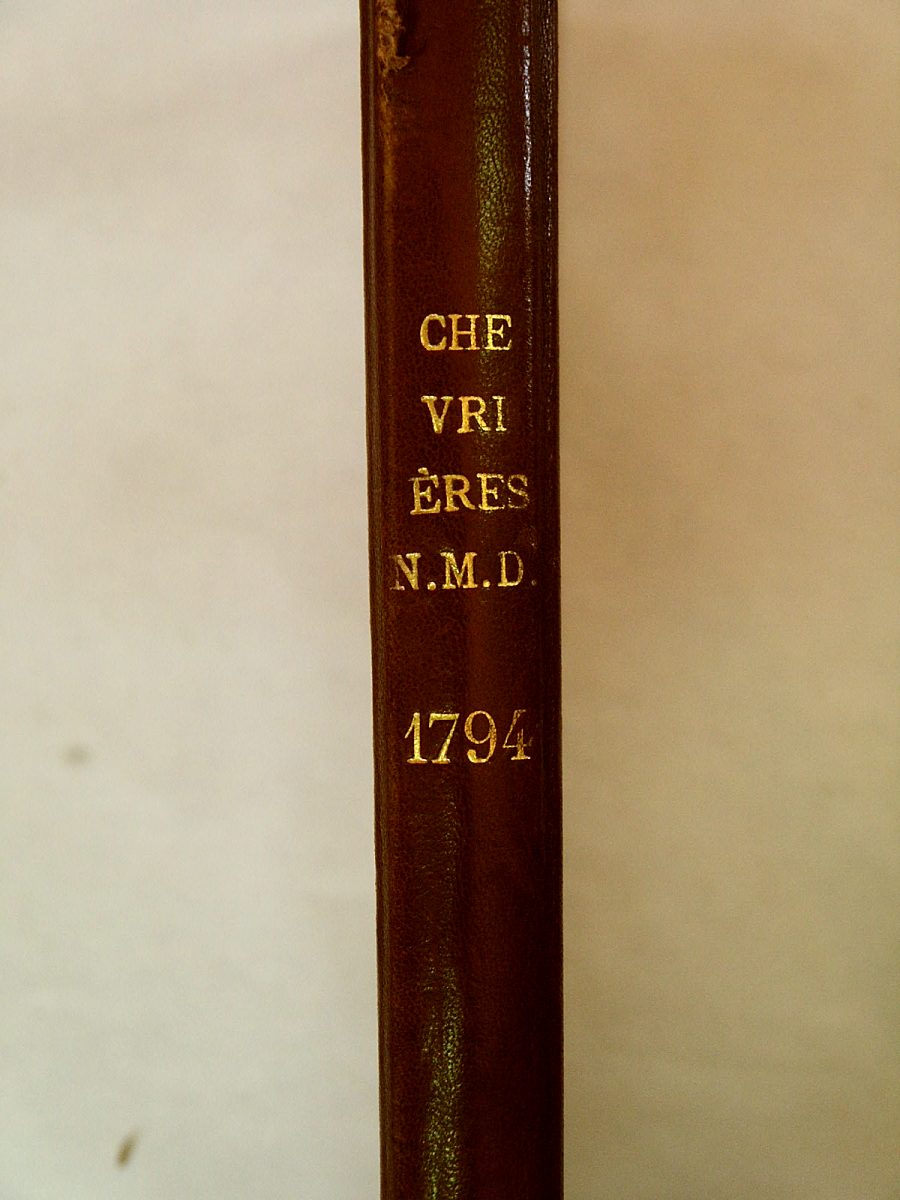 CHE
VRI
ÈRES
N.M.D.
1794